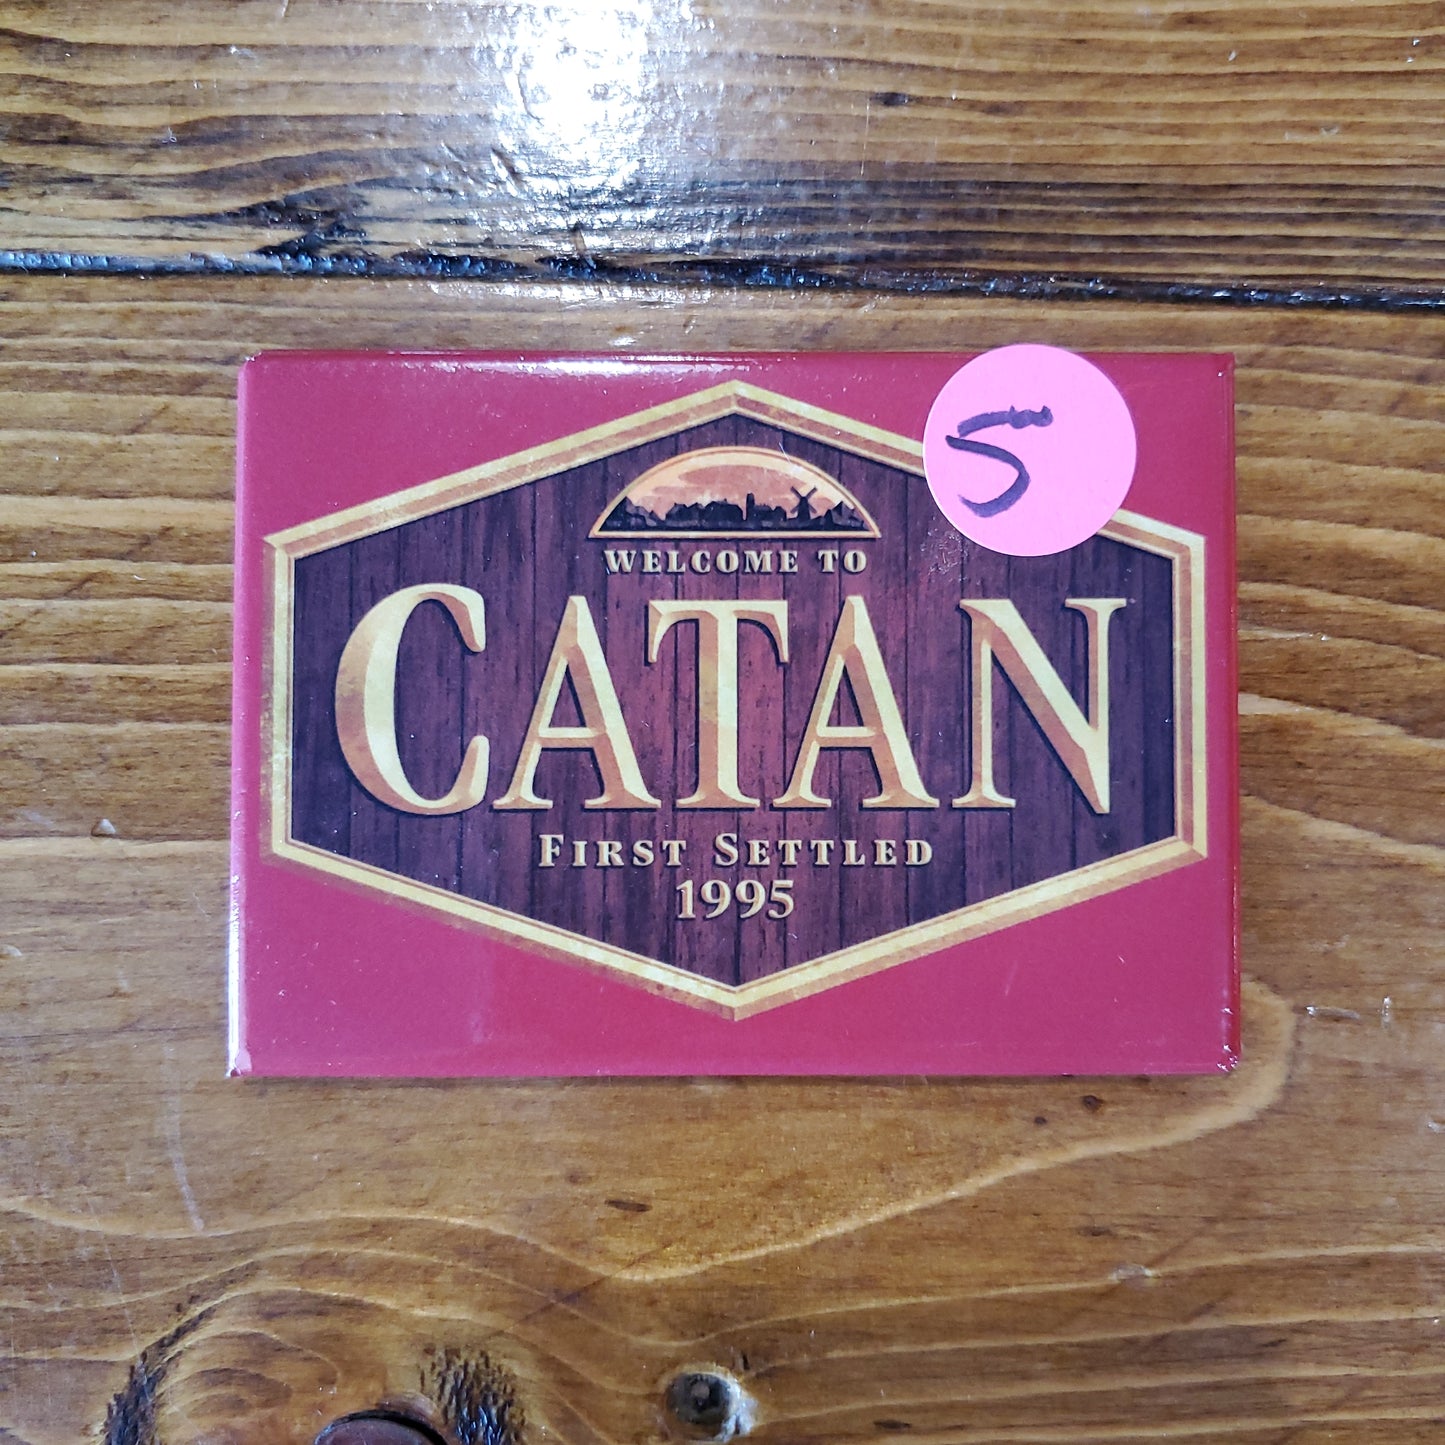 5
WELCOME TO
CATAN
FIRST SETTLED
1995